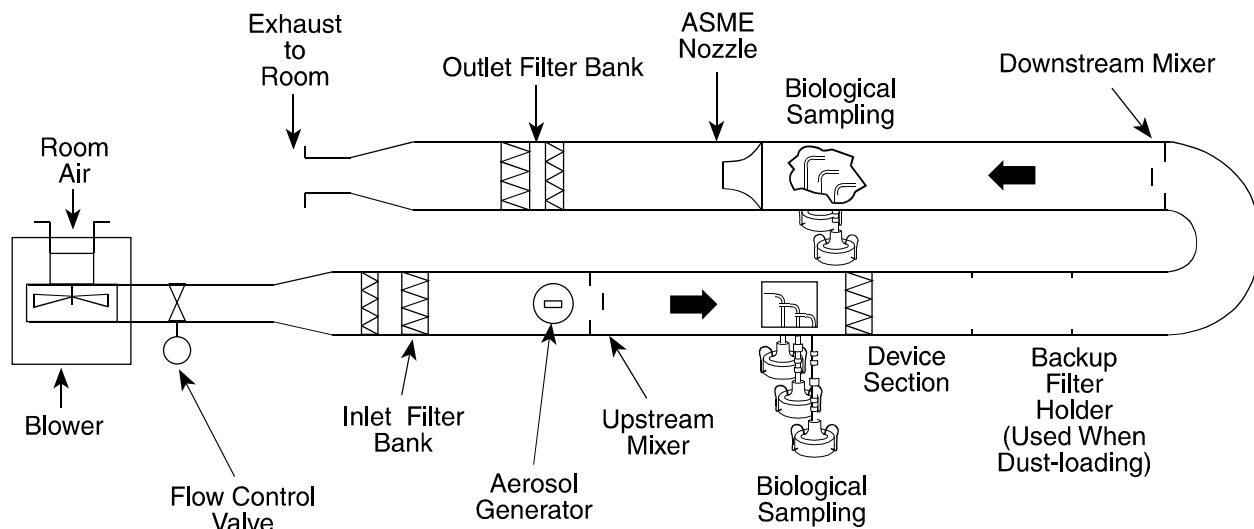 Exhaust
to
Room
ASME
Nozzle
Outlet Filter Bank
Biological
Sampling
Downstream Mixer
Room
Air
Blower
Flow Control
Valve
Inlet Filter
Bank
Aerosol
Generator
Upstream
Mixer
Biological
Sampling
Device
Section
Backup
Filter
Holder
(Used When
Dust-loading)